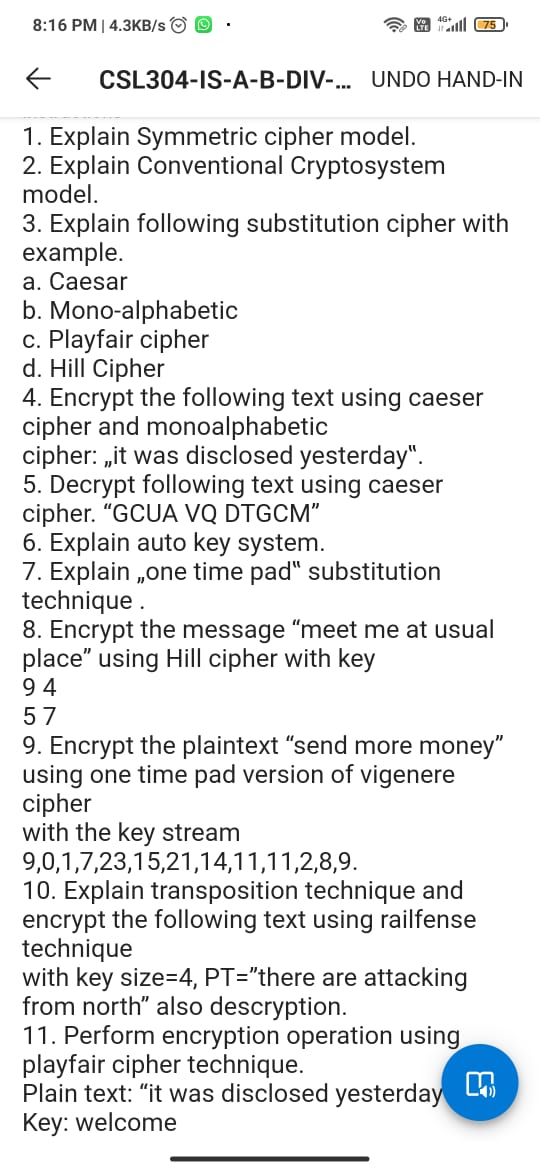 8:16 PM | 4.3KB/s
Vo LTE 4G+ 75
CSL304-IS-A-B-DIV-... UNDO HAND-IN
1. Explain Symmetric cipher model.
2. Explain Conventional Cryptosystem
model.
3. Explain following substitution cipher with
example.
a. Caesar
b. Mono-alphabetic
c. Playfair cipher
d. Hill Cipher
4. Encrypt the following text using caeser
cipher and monoalphabetic
cipher: „it was disclosed yesterday‟.
5. Decrypt following text using caeser
cipher. “GCUA VQ DTGCM”
6. Explain auto key system.
7. Explain „one time pad‟ substitution
technique .
8. Encrypt the message “meet me at usual
place” using Hill cipher with key
9 4
5 7
9. Encrypt the plaintext “send more money”
using one time pad version of vigenere
cipher
with the key stream
9,0,1,7,23,15,21,14,11,11,2,8,9.
10. Explain transposition technique and
encrypt the following text using railfense
technique
with key size=4, PT=”there are attacking
from north” also descryption.
11. Perform encryption operation using
playfair cipher technique.
Plain text: “it was disclosed yesterday
Key: welcome